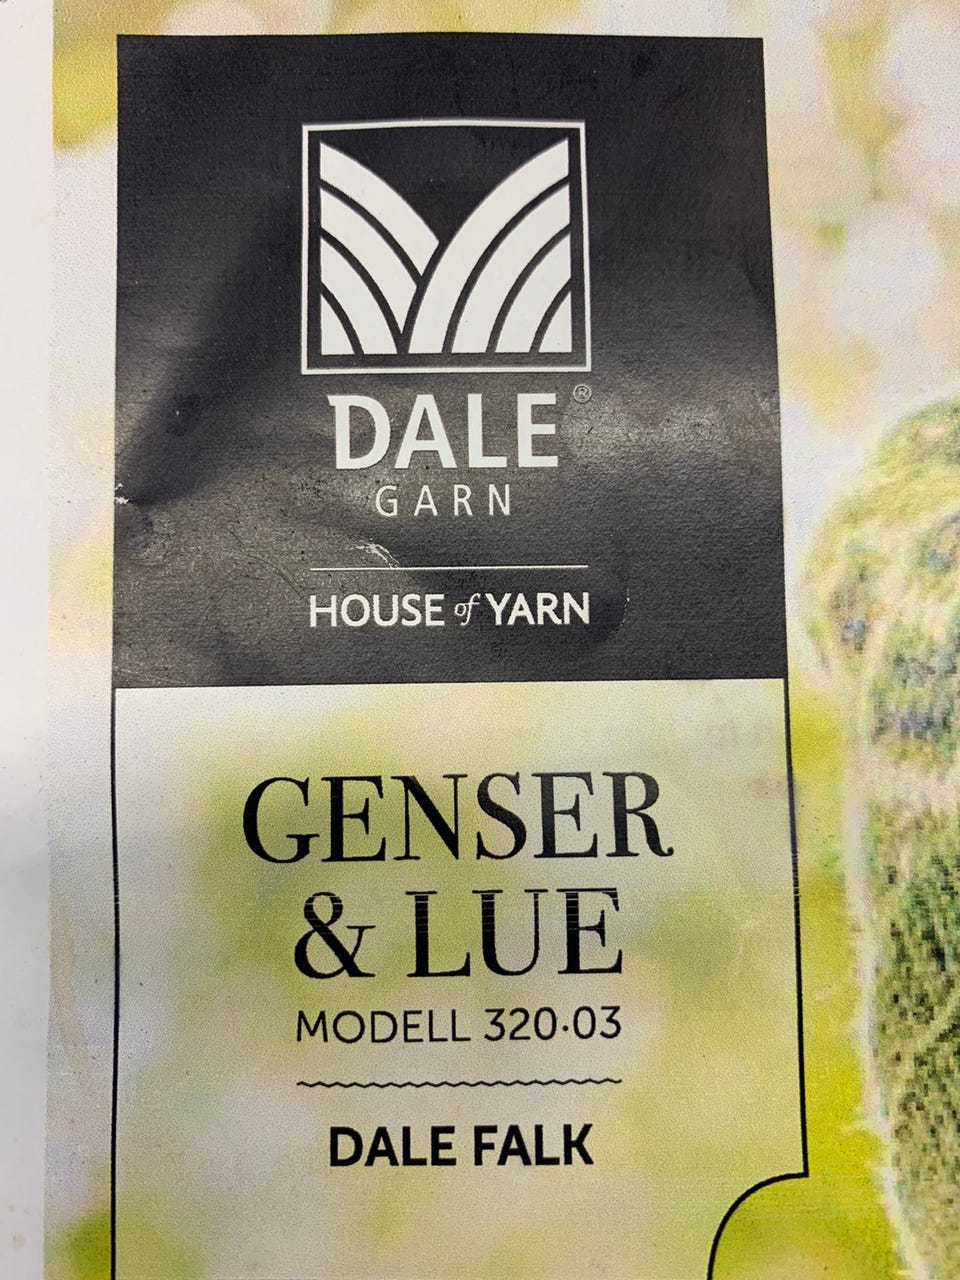 DALE®
GARN
HOUSE of YARN
GENSER
& LUE
MODELL 320·03
DALE FALK